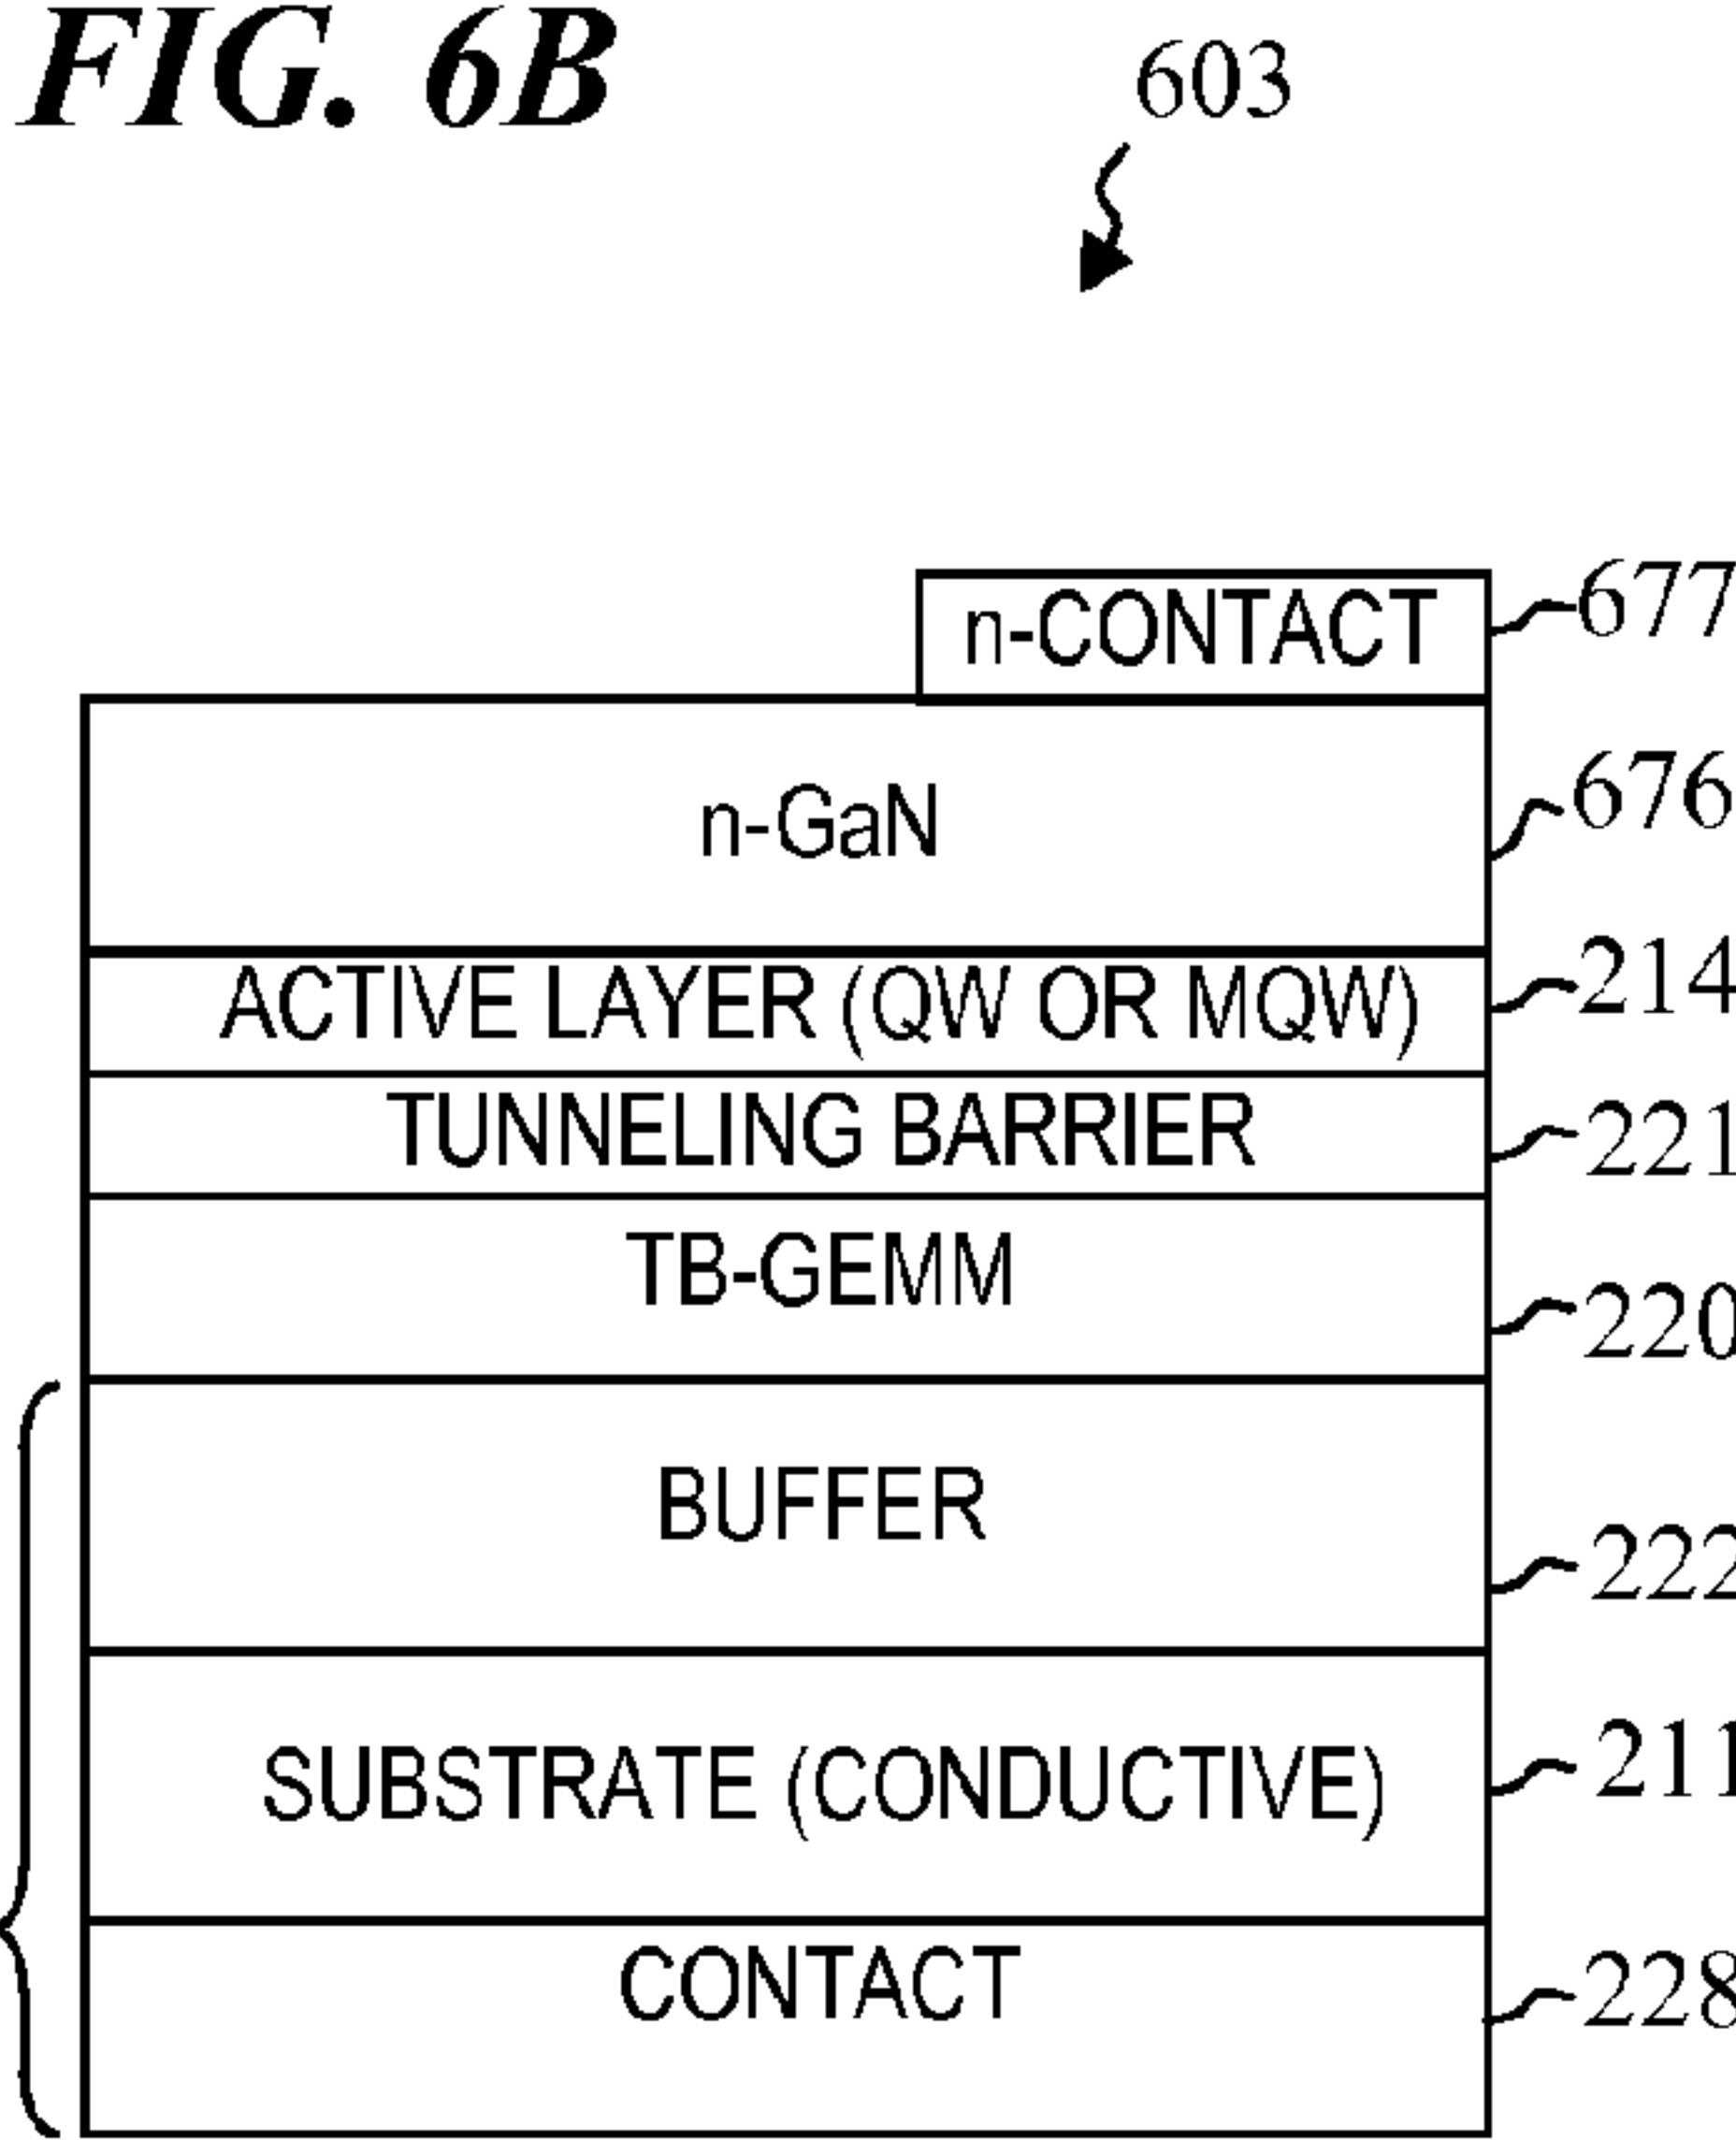 FIG. 6B
603
n-CONTACT 677
n-GaN 676
ACTIVE LAYER (QW OR MQW) 214
TUNNELING BARRIER 221
TB-GEMM 220
BUFFER 222
SUBSTRATE (CONDUCTIVE) 211
CONTACT 228